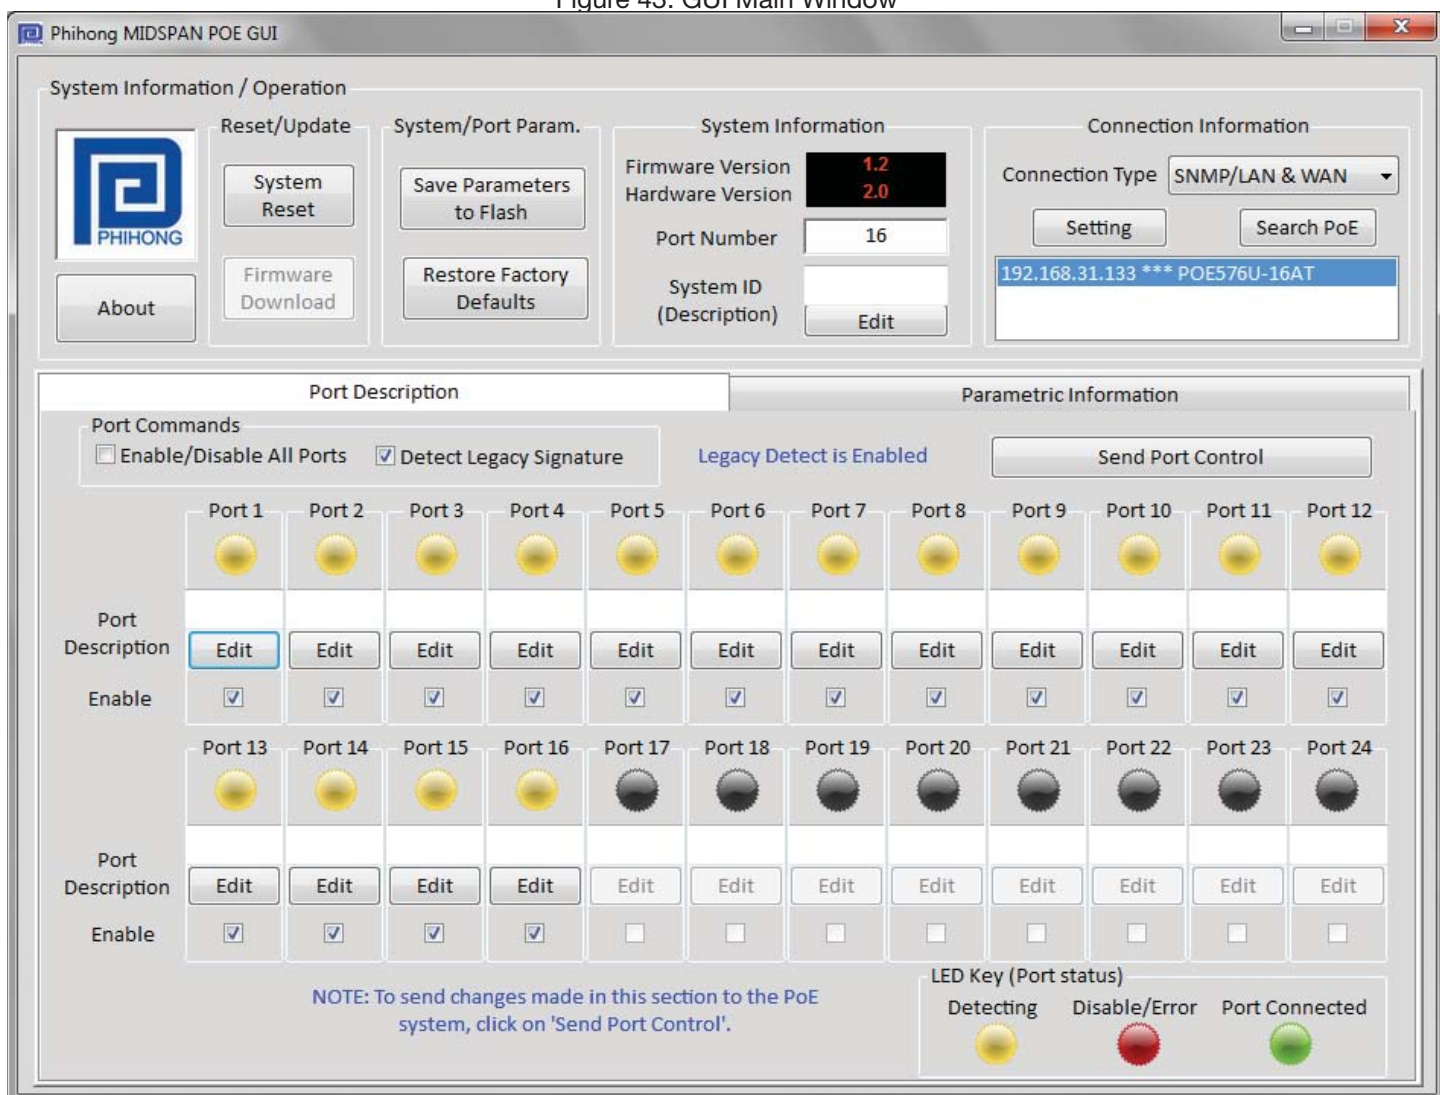 Figure 43: GUI Main Window
Phihong MIDSPAN POE GUI
System Information / Operation
Reset/Update
System/Port Param.
System Information
Connection Information
PHIHONG
System
Reset
Save Parameters
to Flash
Firmware Version
1.2
Hardware Version
2.0
Connection Type
SNMP/LAN & WAN
Port Number
16
Setting
Search PoE
About
Firmware
Download
Restore Factory
Defaults
System ID
(Description)
Edit
192.168.31.133 *** POE576U-16AT
Port Description
Parametric Information
Port Commands
Enable/Disable All Ports
Detect Legacy Signature
Legacy Detect is Enabled
Send Port Control
Port 1 Port 2 Port 3 Port 4 Port 5 Port 6 Port 7 Port 8 Port 9 Port 10 Port 11 Port 12
Port
Description
Edit Edit Edit Edit Edit Edit Edit Edit Edit Edit Edit Edit
Enable
Port 13 Port 14 Port 15 Port 16 Port 17 Port 18 Port 19 Port 20 Port 21 Port 22 Port 23 Port 24
Port
Description
Edit Edit Edit Edit Edit Edit Edit Edit Edit Edit Edit Edit
Enable
NOTE: To send changes made in this section to the PoE
system, click on 'Send Port Control'.
LED Key (Port status)
Detecting Disable/Error Port Connected